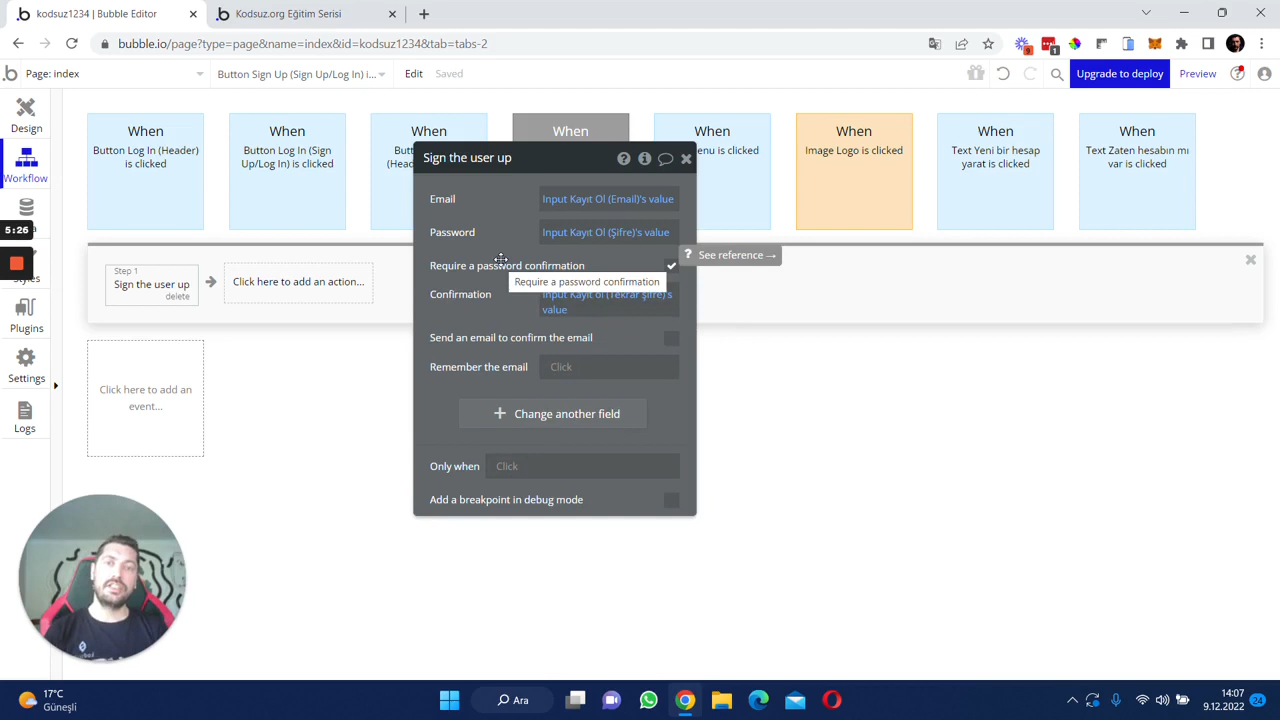 kodsuz1234 | Bubble Editor
Kodsuz.org Eğitim Serisi
bubble.io/page?type=page&name=index&id=kodsuz1234&tab=tabs-2
9
1
Page: index
Button Sign Up (Sign Up/Log In) i...
Edit
Saved
Upgrade to deploy
Preview
Design
Workflow
5:26
Plugins
Settings
Logs
When
Button Log In (Header)
is clicked
When
Button Log In (Sign
Up/Log In) is clicked
When
When
When
is clicked
When
Image Logo is clicked
When
Text Yeni bir hesap
yarat is clicked
When
Text Zaten hesabın mı
var is clicked
Step 1
Sign the user up
delete
Click here to add an action...
Click here to add an
event...
Sign the user up
Email
Input Kayıt Ol (Email)'s value
Password
Input Kayıt Ol (Şifre)'s value
Require a password confirmation
? See reference →
Require a password confirmation
Confirmation
Input Kayıt ol (Tekrar Şifre)'s
value
Send an email to confirm the email
Remember the email
Click
Change another field
Only when
Click
Add a breakpoint in debug mode
17°C
Güneşli
Ara
14:07
9.12.2022
24